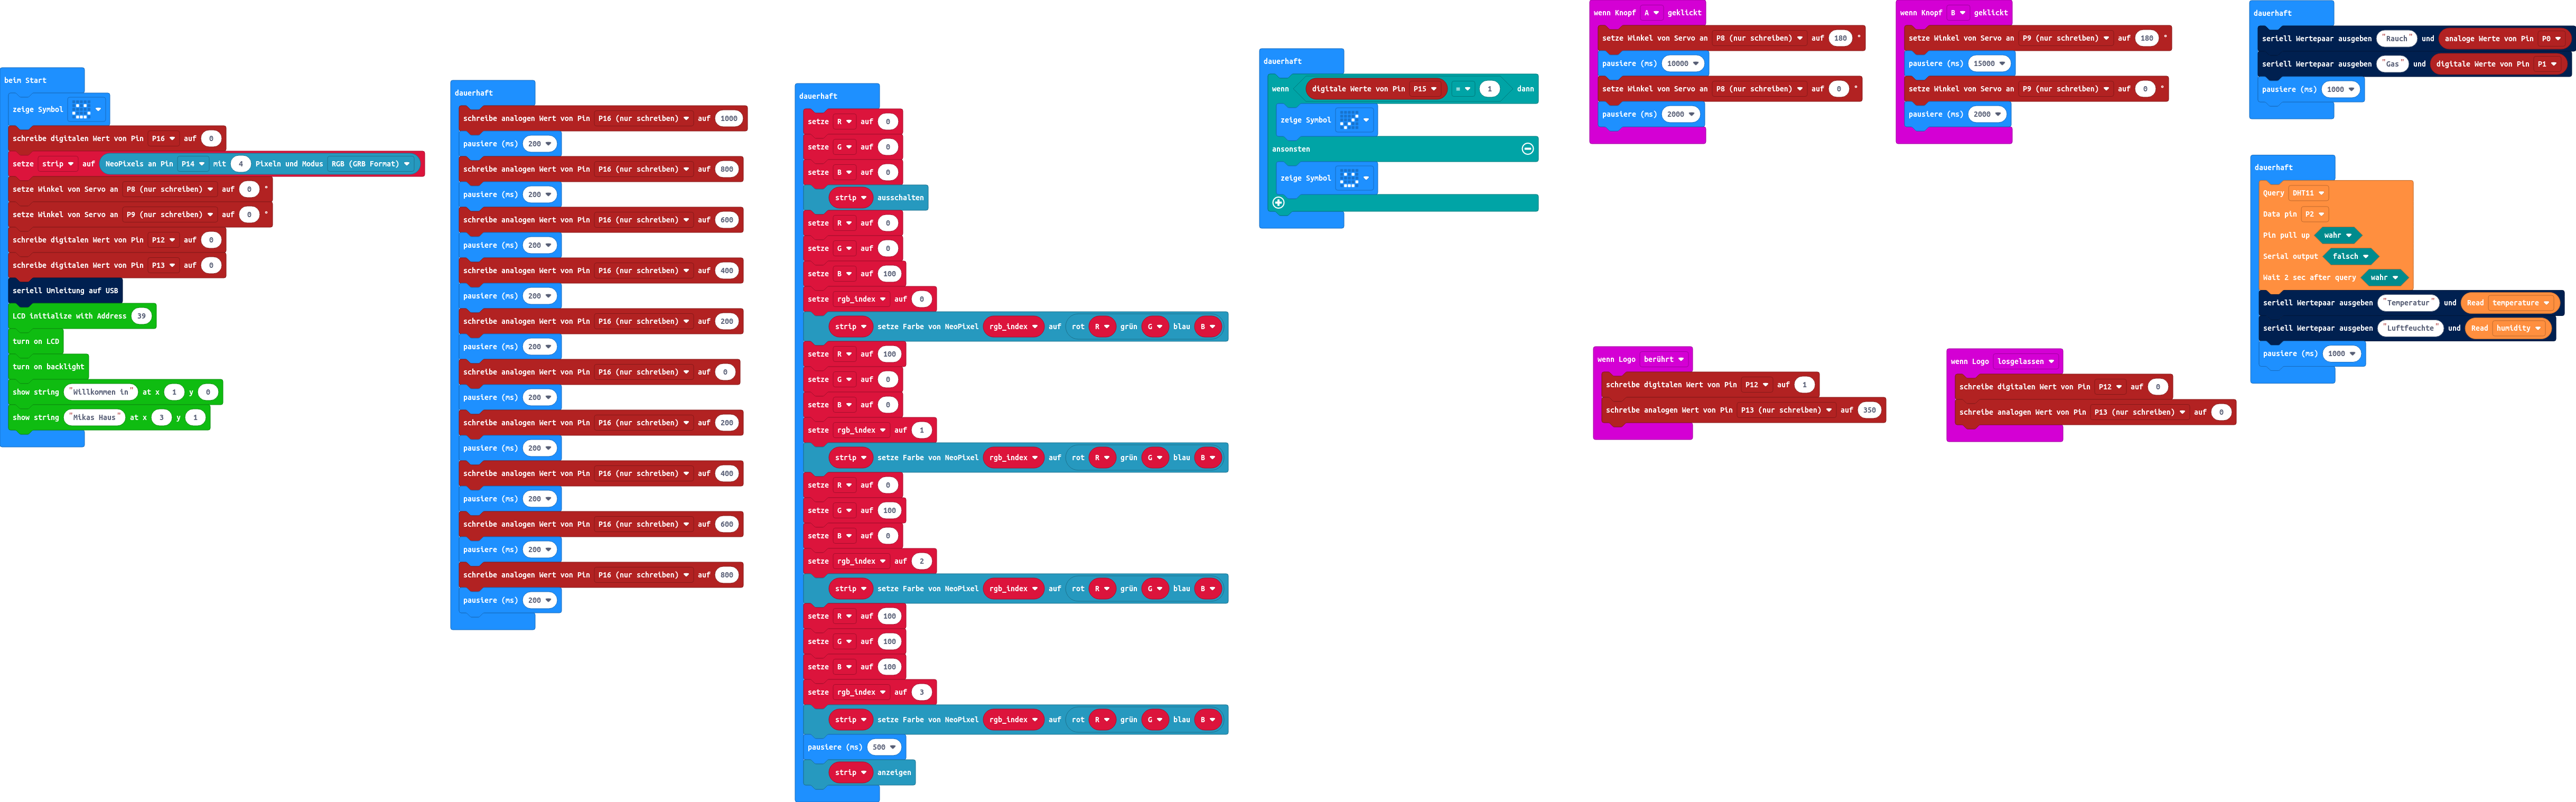 beim Start
zeige Symbol
schreibe digitalen Wert von Pin P16 auf 0
setze strip auf NeoPixels an Pin P14 mit 4 Pixeln und Modus RGB (GRB Format)
setze Winkel von Servo an P8 (nur schreiben) auf 0 °
setze Winkel von Servo an P9 (nur schreiben) auf 0 °
schreibe digitalen Wert von Pin P12 auf 0
schreibe digitalen Wert von Pin P13 auf 0
seriell Umleitung auf USB
LCD initialize with Address 39
turn on LCD
turn on backlight
show string "Willkommen in" at x 1 y 0
show string "Mikas Haus" at x 3 y 1
dauerhaft
schreibe analogen Wert von Pin P16 (nur schreiben) auf 1000
pausiere (ms) 200
schreibe analogen Wert von Pin P16 (nur schreiben) auf 800
pausiere (ms) 200
schreibe analogen Wert von Pin P16 (nur schreiben) auf 600
pausiere (ms) 200
schreibe analogen Wert von Pin P16 (nur schreiben) auf 400
pausiere (ms) 200
schreibe analogen Wert von Pin P16 (nur schreiben) auf 200
pausiere (ms) 200
schreibe analogen Wert von Pin P16 (nur schreiben) auf 0
pausiere (ms) 200
schreibe analogen Wert von Pin P16 (nur schreiben) auf 200
pausiere (ms) 200
schreibe analogen Wert von Pin P16 (nur schreiben) auf 400
pausiere (ms) 200
schreibe analogen Wert von Pin P16 (nur schreiben) auf 600
pausiere (ms) 200
schreibe analogen Wert von Pin P16 (nur schreiben) auf 800
pausiere (ms) 200
dauerhaft
setze R auf 0
setze G auf 0
setze B auf 0
strip ausschalten
setze R auf 0
setze G auf 0
setze B auf 100
setze rgb_index auf 0
strip setze Farbe von NeoPixel rgb_index auf rot R grün G blau B
setze R auf 100
setze G auf 0
setze B auf 0
setze rgb_index auf 1
strip setze Farbe von NeoPixel rgb_index auf rot R grün G blau B
setze R auf 0
setze G auf 100
setze B auf 0
setze rgb_index auf 2
strip setze Farbe von NeoPixel rgb_index auf rot R grün G blau B
setze R auf 100
setze G auf 100
setze B auf 100
setze rgb_index auf 3
strip setze Farbe von NeoPixel rgb_index auf rot R grün G blau B
pausiere (ms) 500
strip anzeigen
dauerhaft
wenn digitale Werte von Pin P15 = 1 dann
zeige Symbol
ansonsten
zeige Symbol
wenn Knopf A geklickt
setze Winkel von Servo an P8 (nur schreiben) auf 180 °
pausiere (ms) 10000
setze Winkel von Servo an P8 (nur schreiben) auf 0 °
pausiere (ms) 2000
wenn Knopf B geklickt
setze Winkel von Servo an P9 (nur schreiben) auf 180 °
pausiere (ms) 15000
setze Winkel von Servo an P9 (nur schreiben) auf 0 °
pausiere (ms) 2000
wenn Logo berührt
schreibe digitalen Wert von Pin P12 auf 1
schreibe analogen Wert von Pin P13 (nur schreiben) auf 350
wenn Logo losgelassen
schreibe digitalen Wert von Pin P12 auf 0
schreibe analogen Wert von Pin P13 (nur schreiben) auf 0
dauerhaft
seriell Wertepaar ausgeben "Rauch" und analoge Werte von Pin P0
seriell Wertepaar ausgeben "Gas" und digitale Werte von Pin P1
pausiere (ms) 1000
dauerhaft
Query DHT11
Data pin P2
Pin pull up wahr
Serial output falsch
Wait 2 sec after query wahr
seriell Wertepaar ausgeben "Temperatur" und Read temperature
seriell Wertepaar ausgeben "Luftfeuchte" und Read humidity
pausiere (ms) 1000